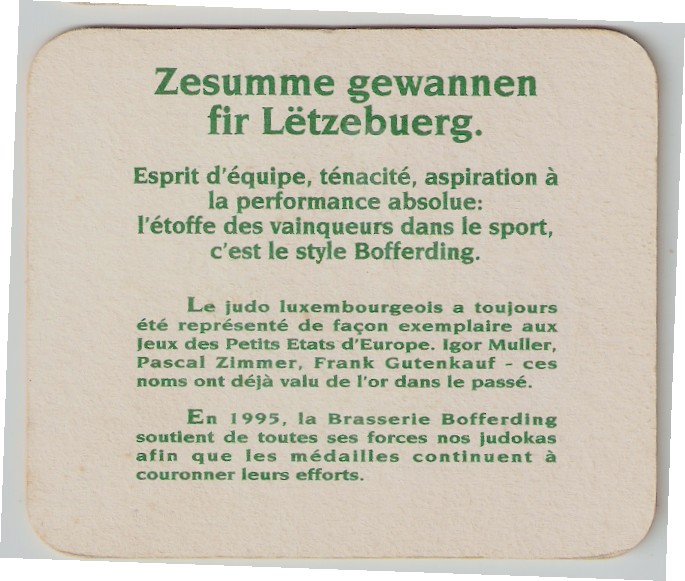 Zesumme gewannen
fir Lëtzebuerg.
Esprit d'équipe, ténacité, aspiration à
la performance absolue:
l'étoffe des vainqueurs dans le sport,
c'est le style Bofferding.
Le judo luxembourgeois a toujours
été représenté de façon exemplaire aux
Jeux des Petits Etats d'Europe. Igor Muller,
Pascal Zimmer, Frank Gutenkauf - ces
noms ont déjà valu de l'or dans le passé.
En 1995, la Brasserie Bofferding
soutient de toutes ses forces nos judokas
afin que les médailles continuent à
couronner leurs efforts.